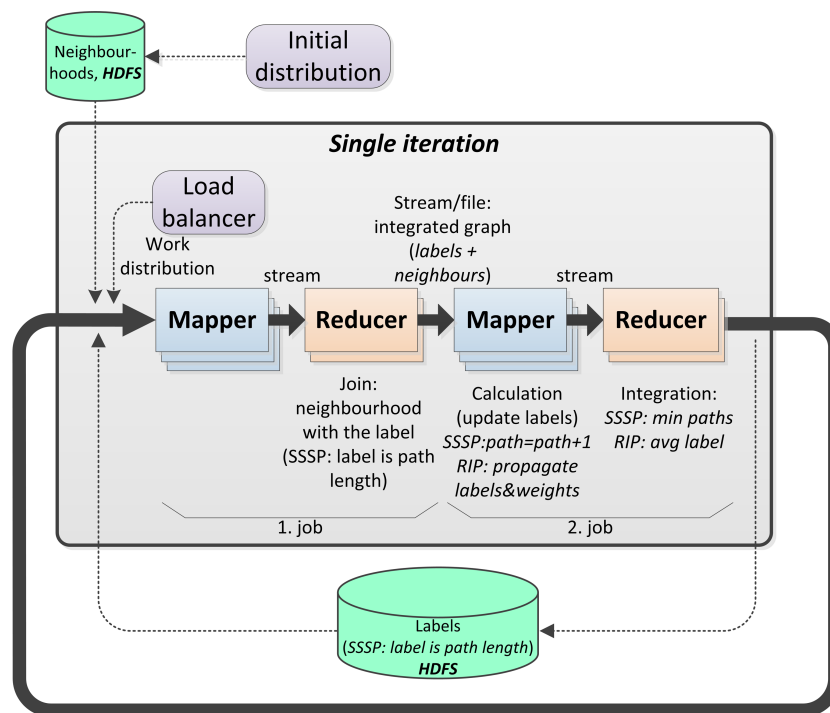 Neighbour-
hoods, HDFS
Initial
distribution
Single iteration
Load
balancer
Work
distribution
Stream/file:
integrated graph
(labels +
neighbours)
stream
stream
Mapper
Reducer
Mapper
Reducer
Join:
neighbourhood
with the label
(SSSP: label is path
length)
Calculation
(update labels)
SSSP:path=path+1
RIP: propagate
labels&weights
Integration:
SSSP: min paths
RIP: avg label
1. job
2. job
Labels
(SSSP: label is path length)
HDFS